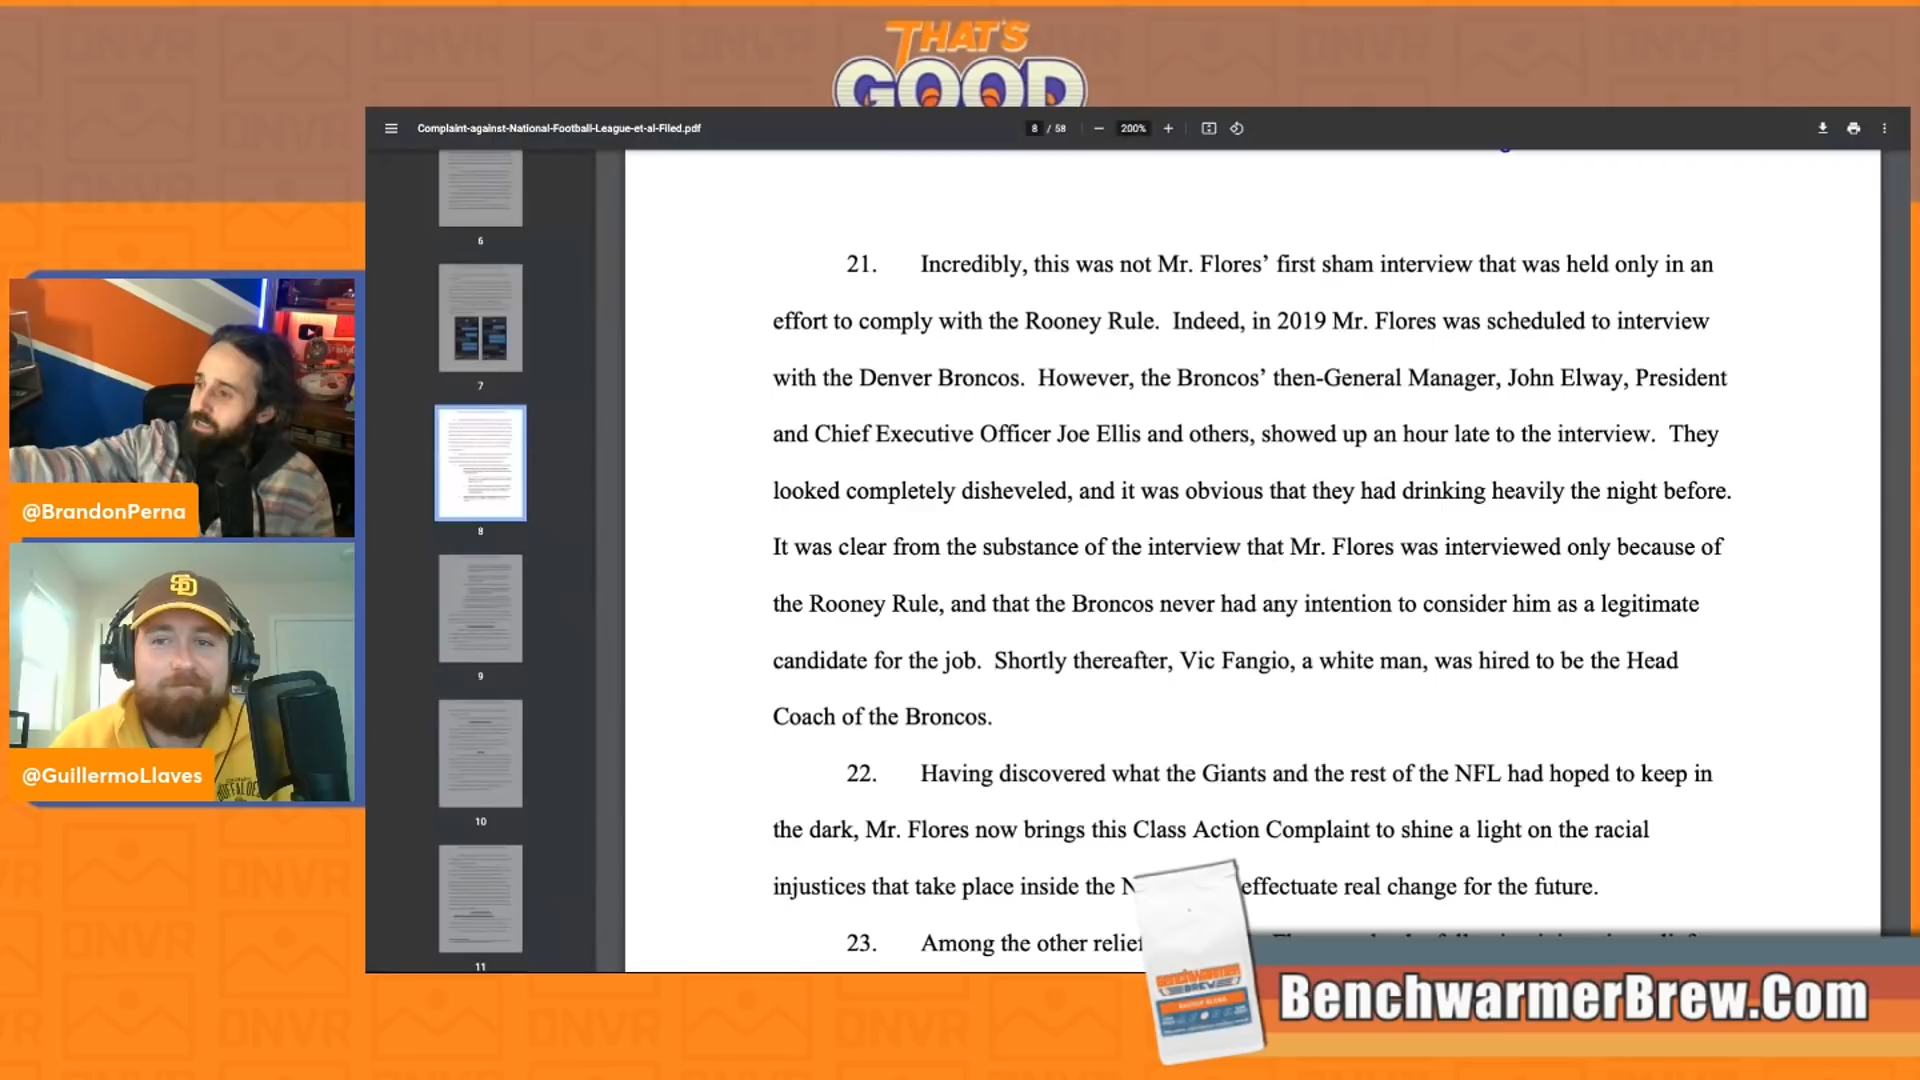 THAT'S
GOOD
Complaint-against-National-Football-League-et-al-Filed.pdf
8 / 58
200%
21. Incredibly, this was not Mr. Flores’ first sham interview that was held only in an
effort to comply with the Rooney Rule. Indeed, in 2019 Mr. Flores was scheduled to interview
with the Denver Broncos. However, the Broncos’ then-General Manager, John Elway, President
and Chief Executive Officer Joe Ellis and others, showed up an hour late to the interview. They
looked completely disheveled, and it was obvious that they had drinking heavily the night before.
It was clear from the substance of the interview that Mr. Flores was interviewed only because of
the Rooney Rule, and that the Broncos never had any intention to consider him as a legitimate
candidate for the job. Shortly thereafter, Vic Fangio, a white man, was hired to be the Head
Coach of the Broncos.
22. Having discovered what the Giants and the rest of the NFL had hoped to keep in
the dark, Mr. Flores now brings this Class Action Complaint to shine a light on the racial
injustices that take place inside the effectuate real change for the future.
23. Among the other relief
6
7
8
9
10
11
@BrandonPerna
SD
@GuillermoLlaves
BENCHWARMER
BREW
BenchwarmerBrew.Com
DNVR